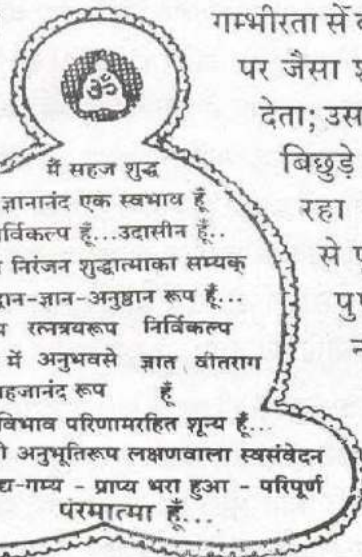 ॐ
मैं सहज शुद्ध
ज्ञानानंद एक स्वभाव हूँ
र्विकल्प हूँ...उदासीन हूँ..
निरंजन शुद्धात्माका सम्यक्
द्वान-ज्ञान-अनुष्ठान रूप हूँ...
रत्नत्रयरूप निर्विकल्प
में अनुभवसे ज्ञात वीतराग
हजानंद रूप हूँ
विभाव परिणामरहित शून्य हूँ...
अनुभूतिरूप लक्षणवाला स्वसंवेदन
द्य-गम्य - प्राप्य भरा हुआ - परिपूर्ण
परमात्मा हूँ...
गम्भीरता सें
पर जैसा
देता; उस
बिछुड़े
रहा
से
पु